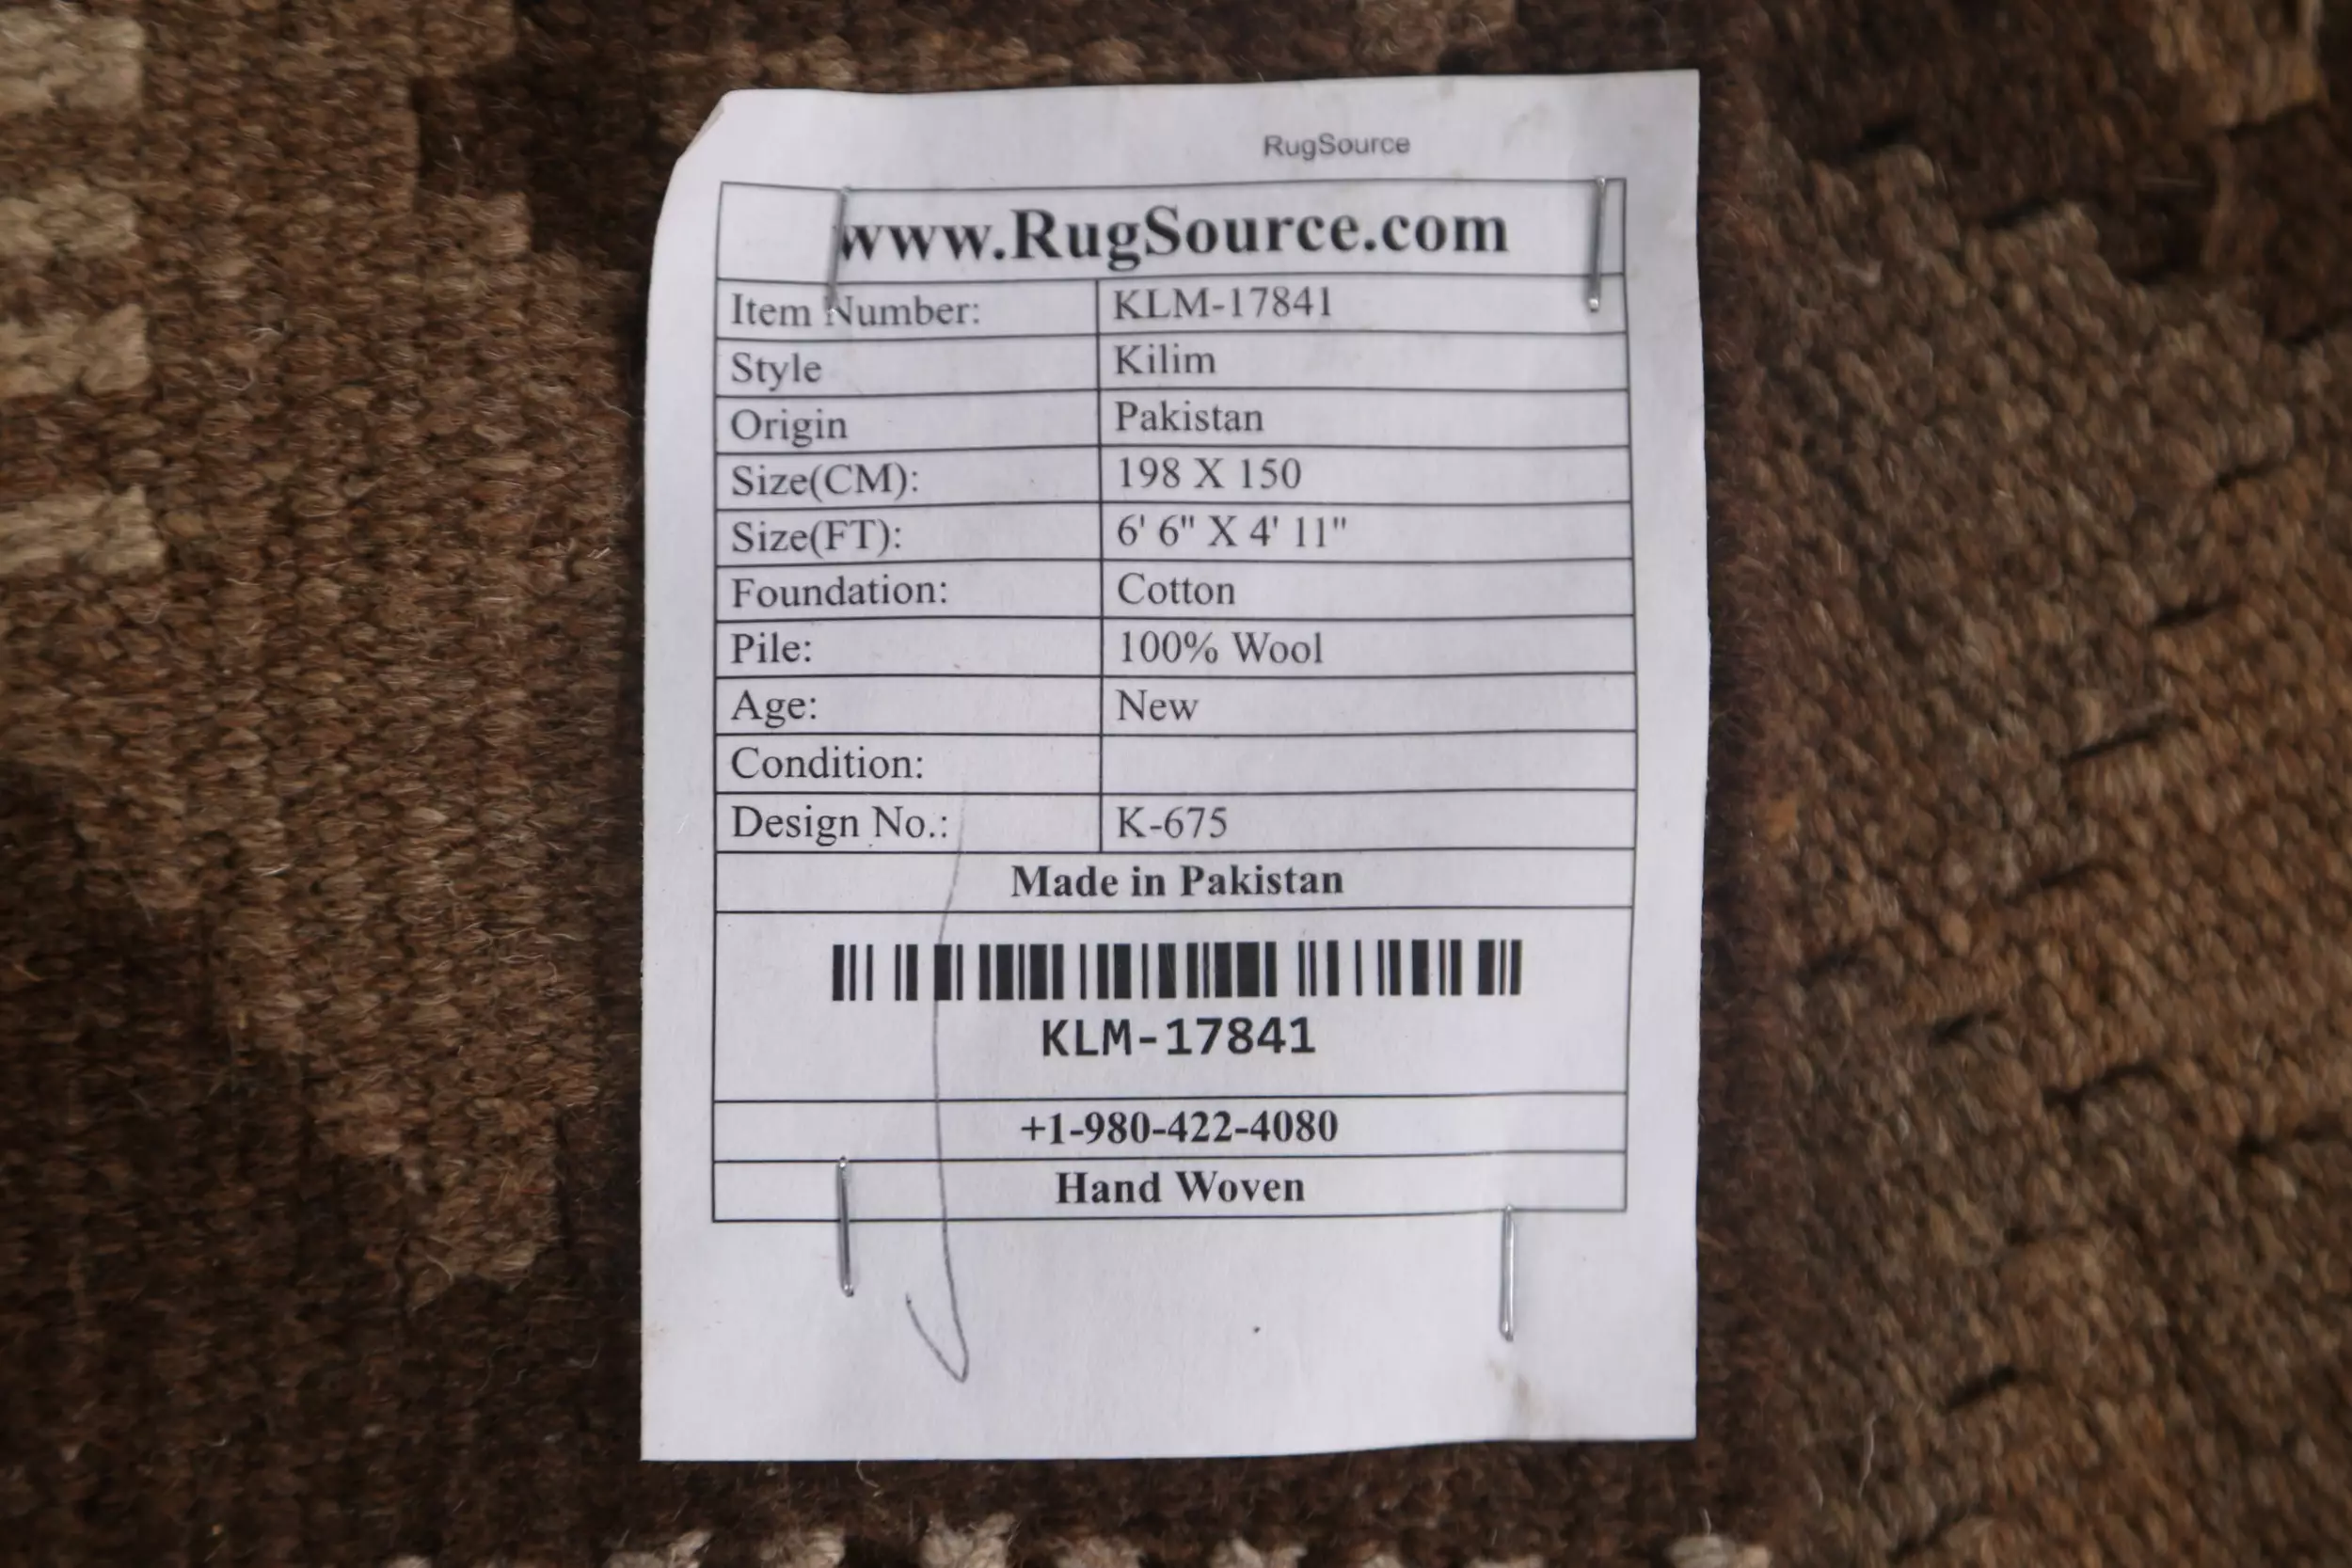 RugSource
www.RugSource.com
Item Number: KLM-17841
Style Kilim
Origin Pakistan
Size(CM): 198 X 150
Size(FT): 6' 6" X 4' 11"
Foundation: Cotton
Pile: 100% Wool
Age: New
Condition:
Design No.: K-675
Made in Pakistan
KLM-17841
+1-980-422-4080
Hand Woven